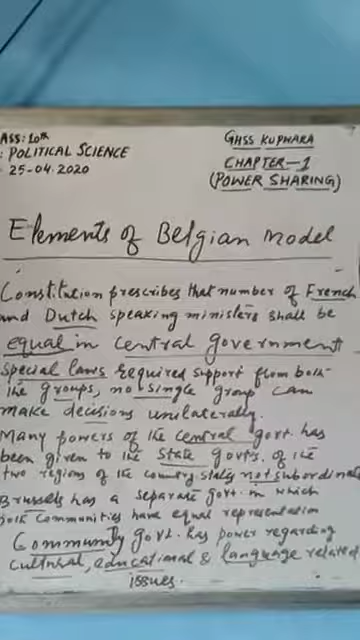 ASS: 10th
: POLITICAL SCIENCE
25-04.2020
GHSS KUPWARA
CHAPTER-1
(POWER SHARING)
Elements of Belgian Model
Constitution prescribes that number of French
and Dutch speaking ministers shall be
equal in central government
special laws required support from both
the groups, no single group can
make decisions unilaterally.
Many powers of the central govt. has
been given to the state govts. of the
two regions of the country states not subordinate
Brussels has a separate govt. in which
both communities have equal representation
Community govt. has power regarding
cultural, educational & language related
issues.